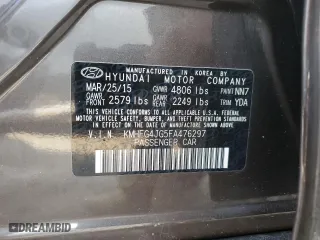 MANUFACTURED IN S.KOREA BY
HYUNDAI MOTOR COMPANY
MAR/25/15 GVWR 4806 lbs PAINT NN7
GAWR FRONT 2579 lbs GAWR REAR 2249 lbs TRIM YDA
THIS VEHICLE CONFORMS TO ALL APPLICABLE U.S.A. FEDERAL
MOTOR VEHICLE SAFETY, BUMPER, AND THEFT PREVENTION
STANDARDS IN EFFECT ON THE DATE OF MANUFACTURE
SHOWN ABOVE.
V.I.N. KMHFG4JG5FA476297
PASSENGER CAR
© AUTOBIDMASTER